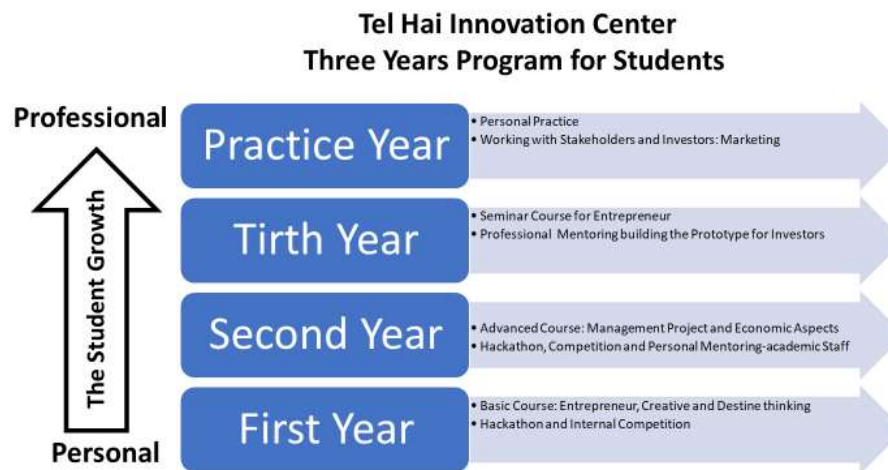 Tel Hai Innovation Center
Three Years Program for Students
Professional
The Student Growth
Personal
Practice Year
• Personal Practice
• Working with Stakeholders and Investors: Marketing
Tirth Year
• Seminar Course for Entrepreneur
• Professional Mentoring building the Prototype for Investors
Second Year
• Advanced Course: Management Project and Economic Aspects
• Hackathon, Competition and Personal Mentoring-academic Staff
First Year
• Basic Course: Entrepreneur, Creative and Destine thinking
• Hackathon and Internal Competition